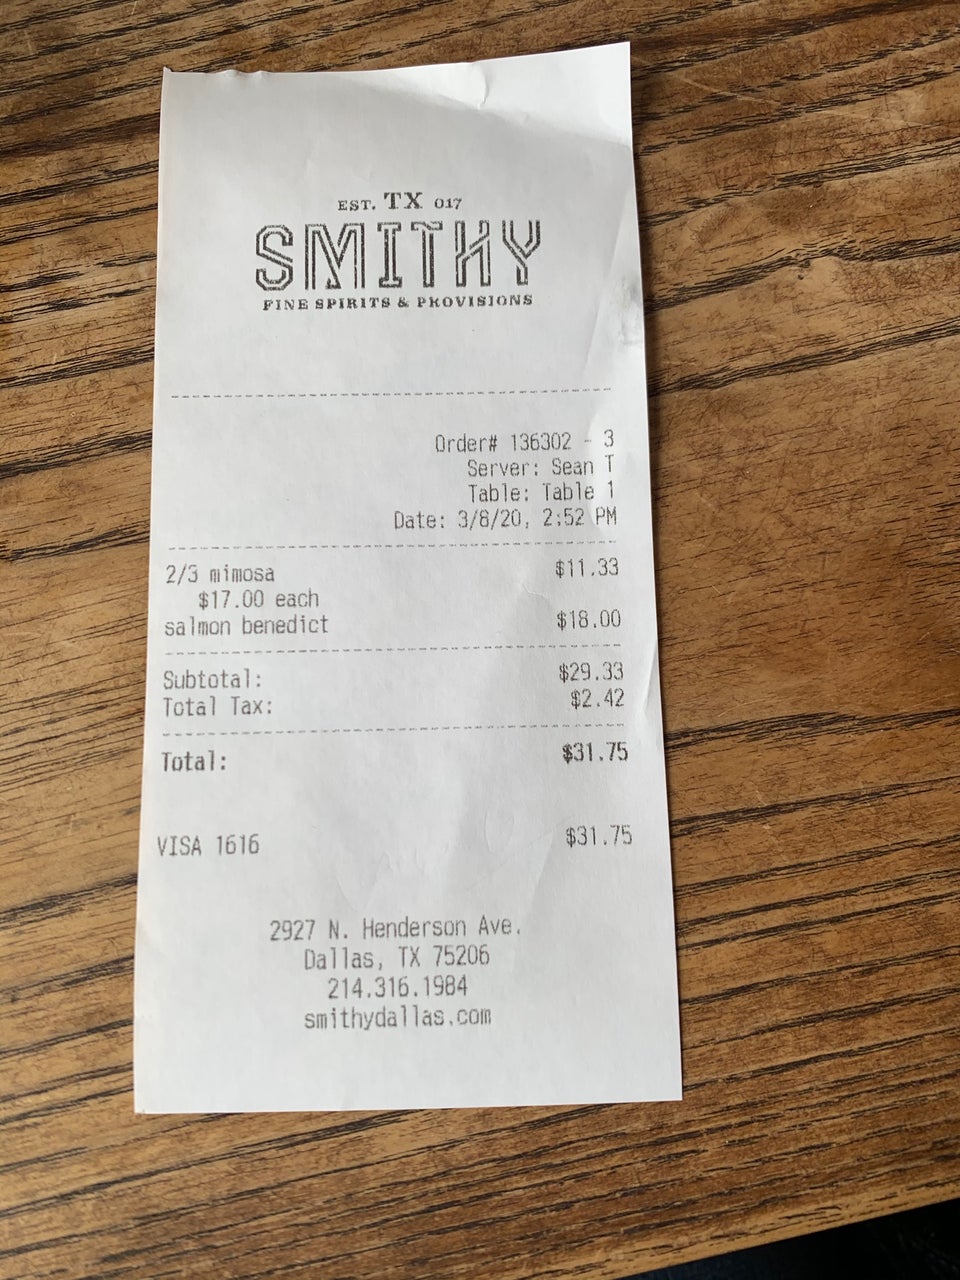 EST. TX 017
SMITHY
FINE SPIRITS & PROVISIONS
Order# 136302 - 3
Server: Sean T
Table: Table 1
Date: 3/8/20, 2:52 PM
2/3 mimosa $11.33
$17.00 each
salmon benedict $18.00
Subtotal: $29.33
Total Tax: $2.42
Total: $31.75
VISA 1616 $31.75
2927 N. Henderson Ave.
Dallas, TX 75206
214.316.1984
smithydallas.com